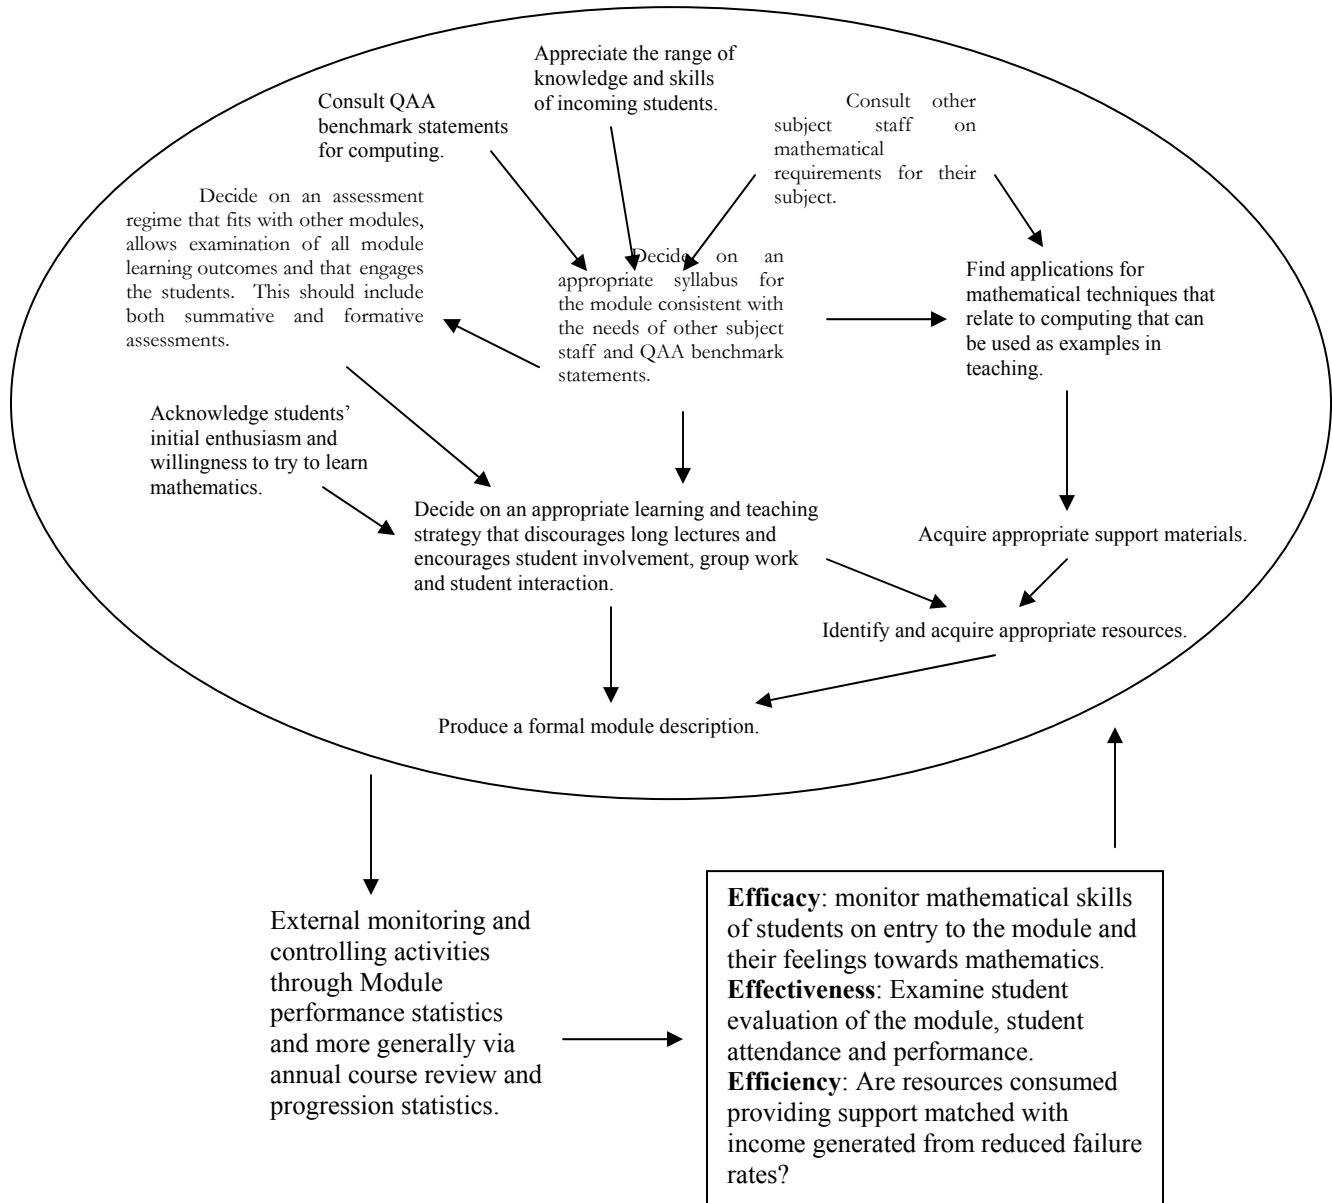 Appreciate the range of
knowledge and skills
of incoming students.
Consult QAA
benchmark statements
for computing.
Consult other
subject staff on
mathematical
requirements for their
subject.
Decide on an assessment
regime that fits with other modules,
allows examination of all module
learning outcomes and that engages
the students. This should include
both summative and formative
assessments.
Decide on an
appropriate syllabus for
the module consistent with
the needs of other subject
staff and QAA benchmark
statements.
Find applications for
mathematical techniques that
relate to computing that can
be used as examples in
teaching.
Acknowledge students’
initial enthusiasm and
willingness to try to learn
mathematics.
Decide on an appropriate learning and teaching
strategy that discourages long lectures and
encourages student involvement, group work
and student interaction.
Acquire appropriate support materials.
Identify and acquire appropriate resources.
Produce a formal module description.
External monitoring and
controlling activities
through Module
performance statistics
and more generally via
annual course review and
progression statistics.
Efficacy: monitor mathematical skills
of students on entry to the module and
their feelings towards mathematics.
Effectiveness: Examine student
evaluation of the module, student
attendance and performance.
Efficiency: Are resources consumed
providing support matched with
income generated from reduced failure
rates?